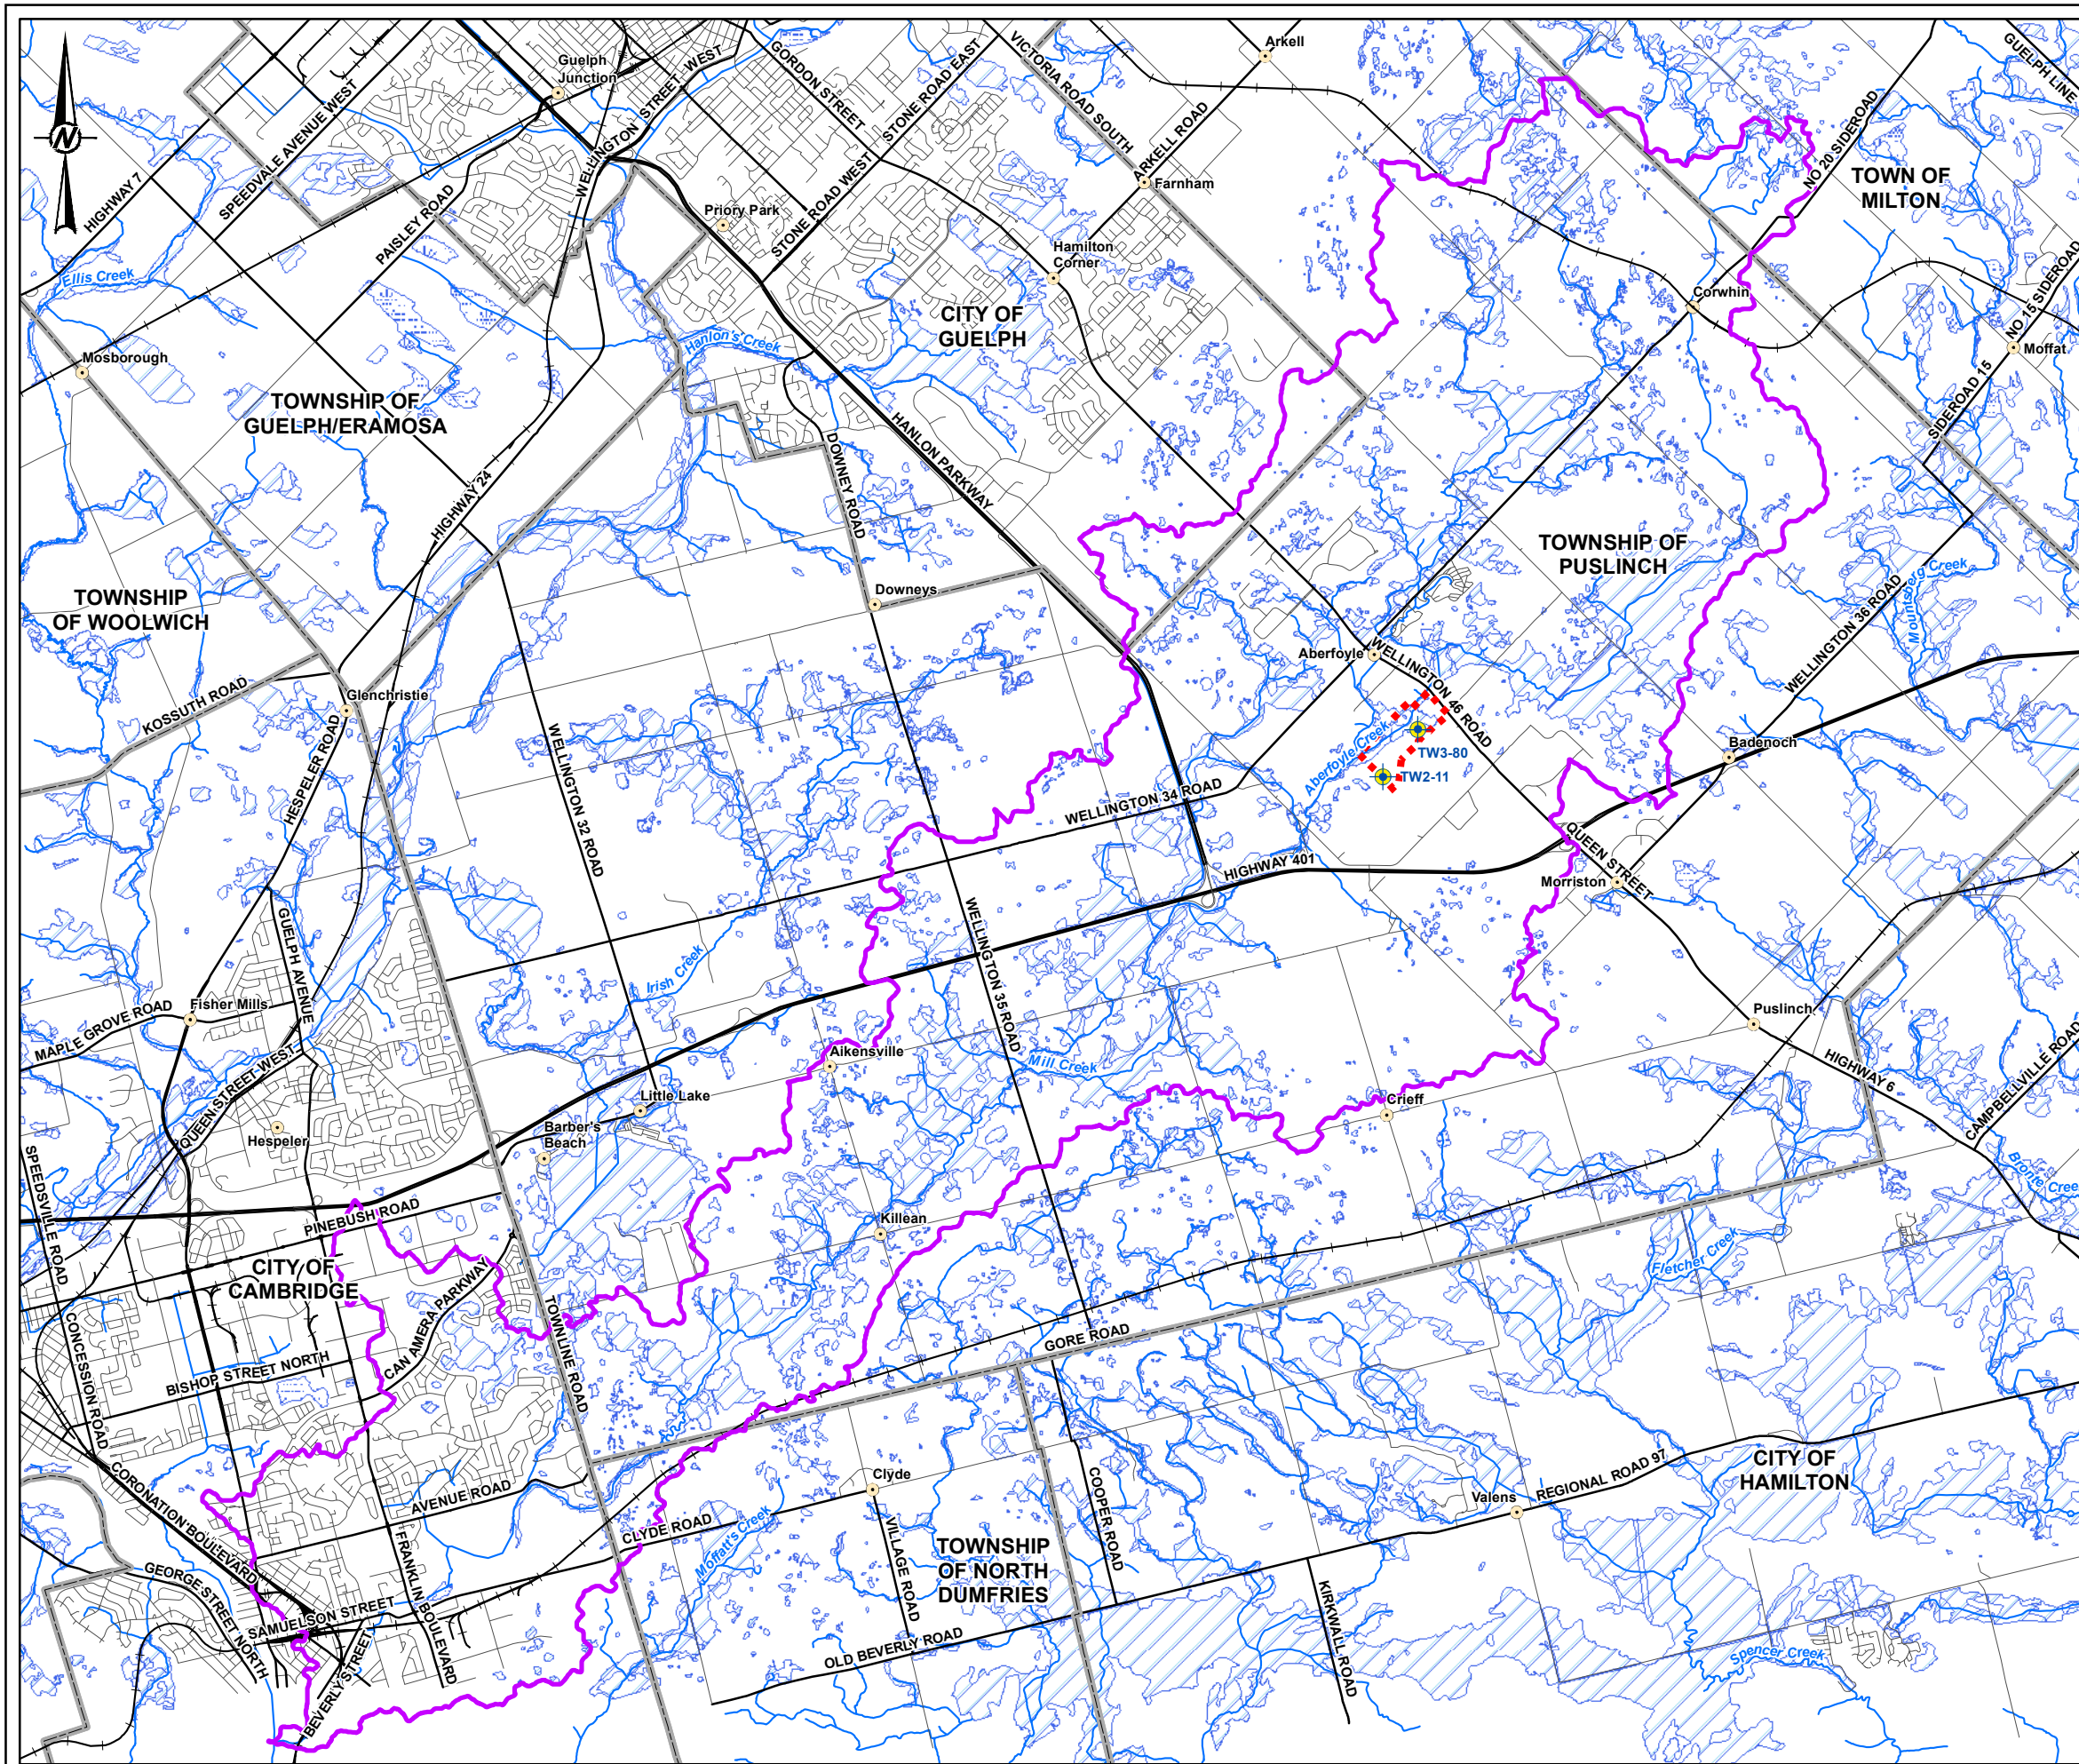 Arkell
Guelph
Junction
WELLINGTON STREET WEST
GORDON STREET
STONE ROAD EAST
VICTORIA ROAD SOUTH
GUELPH LINE
N
HIGHWAY 7
SPEEDVALE AVENUE WEST
PAISLEY ROAD
Priory Park
STONE ROAD WEST
ARKELL ROAD
Farnham
NO 20 SIDEROAD
TOWN OF
MILTON
Hamilton
Corner
Ellis Creek
Corwhin
NO 15 SIDEROAD
Moffat
CITY OF
GUELPH
Hanlon's Creek
Mosborough
TOWNSHIP OF
GUELPH/ERAMOSA
SIDEROAD 15
HANLON PARKWAY
DOWNEY ROAD
HIGHWAY 24
TOWNSHIP OF
PUSLINCH
TOWNSHIP
OF WOOLWICH
Downeys
Mountsberg Creek
WELLINGTON 36 ROAD
Aberfoyle
WELLINGTON 46 ROAD
KOSSUTH ROAD
Glenchristie
HESPELER ROAD
WELLINGTON 32 ROAD
Aberfoyle Creek
TW3-80
TW2-11
Badenoch
WELLINGTON 34 ROAD
HIGHWAY 401
QUEEN STREET
Morriston
GUELPH AVENUE
WELLINGTON 35 ROAD
Irish Creek
Fisher Mills
MAPLE GROVE ROAD
Puslinch
HIGHWAY 6
CAMPBELLVILLE ROAD
QUEEN STREET WEST
Aikensville
Mill Creek
Little Lake
Crieff
Hespeler
Barber's
Beach
SPEEDSVILLE ROAD
Bronte Creek
PINEBUSH ROAD
Killean
Fletcher Creek
CITY OF
CAMBRIDGE
CAN AMERA PARKWAY
TOWNLINE ROAD
CONCESSION ROAD
GORE ROAD
BISHOP STREET NORTH
CORONATION BOULEVARD
AVENUE ROAD
Clyde
COOPER ROAD
Valens
REGIONAL ROAD 97
CITY OF
HAMILTON
CLYDE ROAD
Moffatt's Creek
VILLAGE ROAD
TOWNSHIP
OF NORTH
DUMFRIES
FRANKLIN BOULEVARD
GEORGE STREET NORTH
SAMUELSON STREET
KIRKWALL ROAD
OLD BEVERLY ROAD
Spencer Creek
BEVERLY STREET